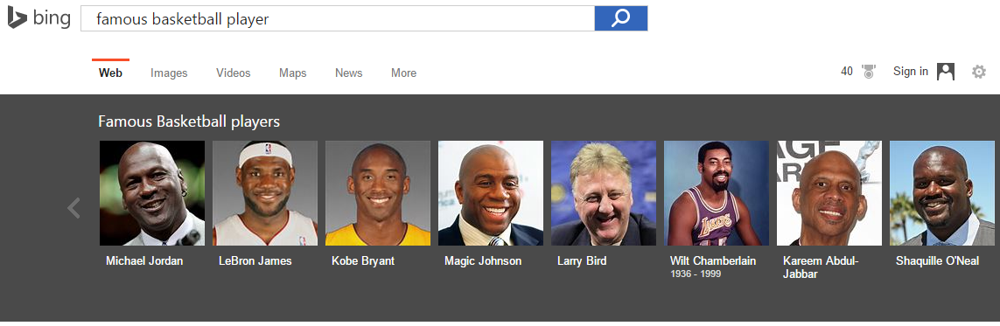 bing
famous basketball player
Web Images Videos Maps News More
40 Sign in
Famous Basketball players
Michael Jordan
LeBron James
Kobe Bryant
Magic Johnson
Larry Bird
LAKERS
Wilt Chamberlain
1936 - 1999
Kareem Abdul-
Jabbar
Shaquille O'Neal